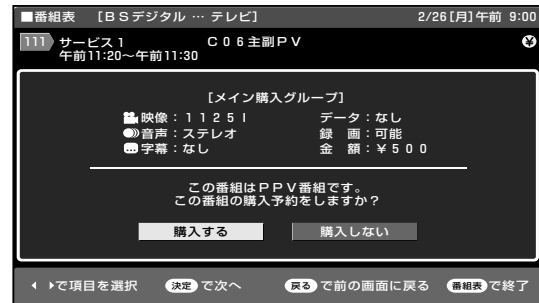 ■番組表 [BSデジタル … テレビ] 2/26[月]午前 9:00
111 サービス1 C06主副PV ¥
午前11:20〜午前11:30
[メイン購入グループ]
映像:1125I データ:なし
音声:ステレオ 録 画:可能
字幕:なし 金 額:¥500
この番組はPPV番組です。
この番組の購入予約をしますか?
購入する 購入しない
で項目を選択 決定 で次へ 戻る で前の画面に戻る 番組表 で終了